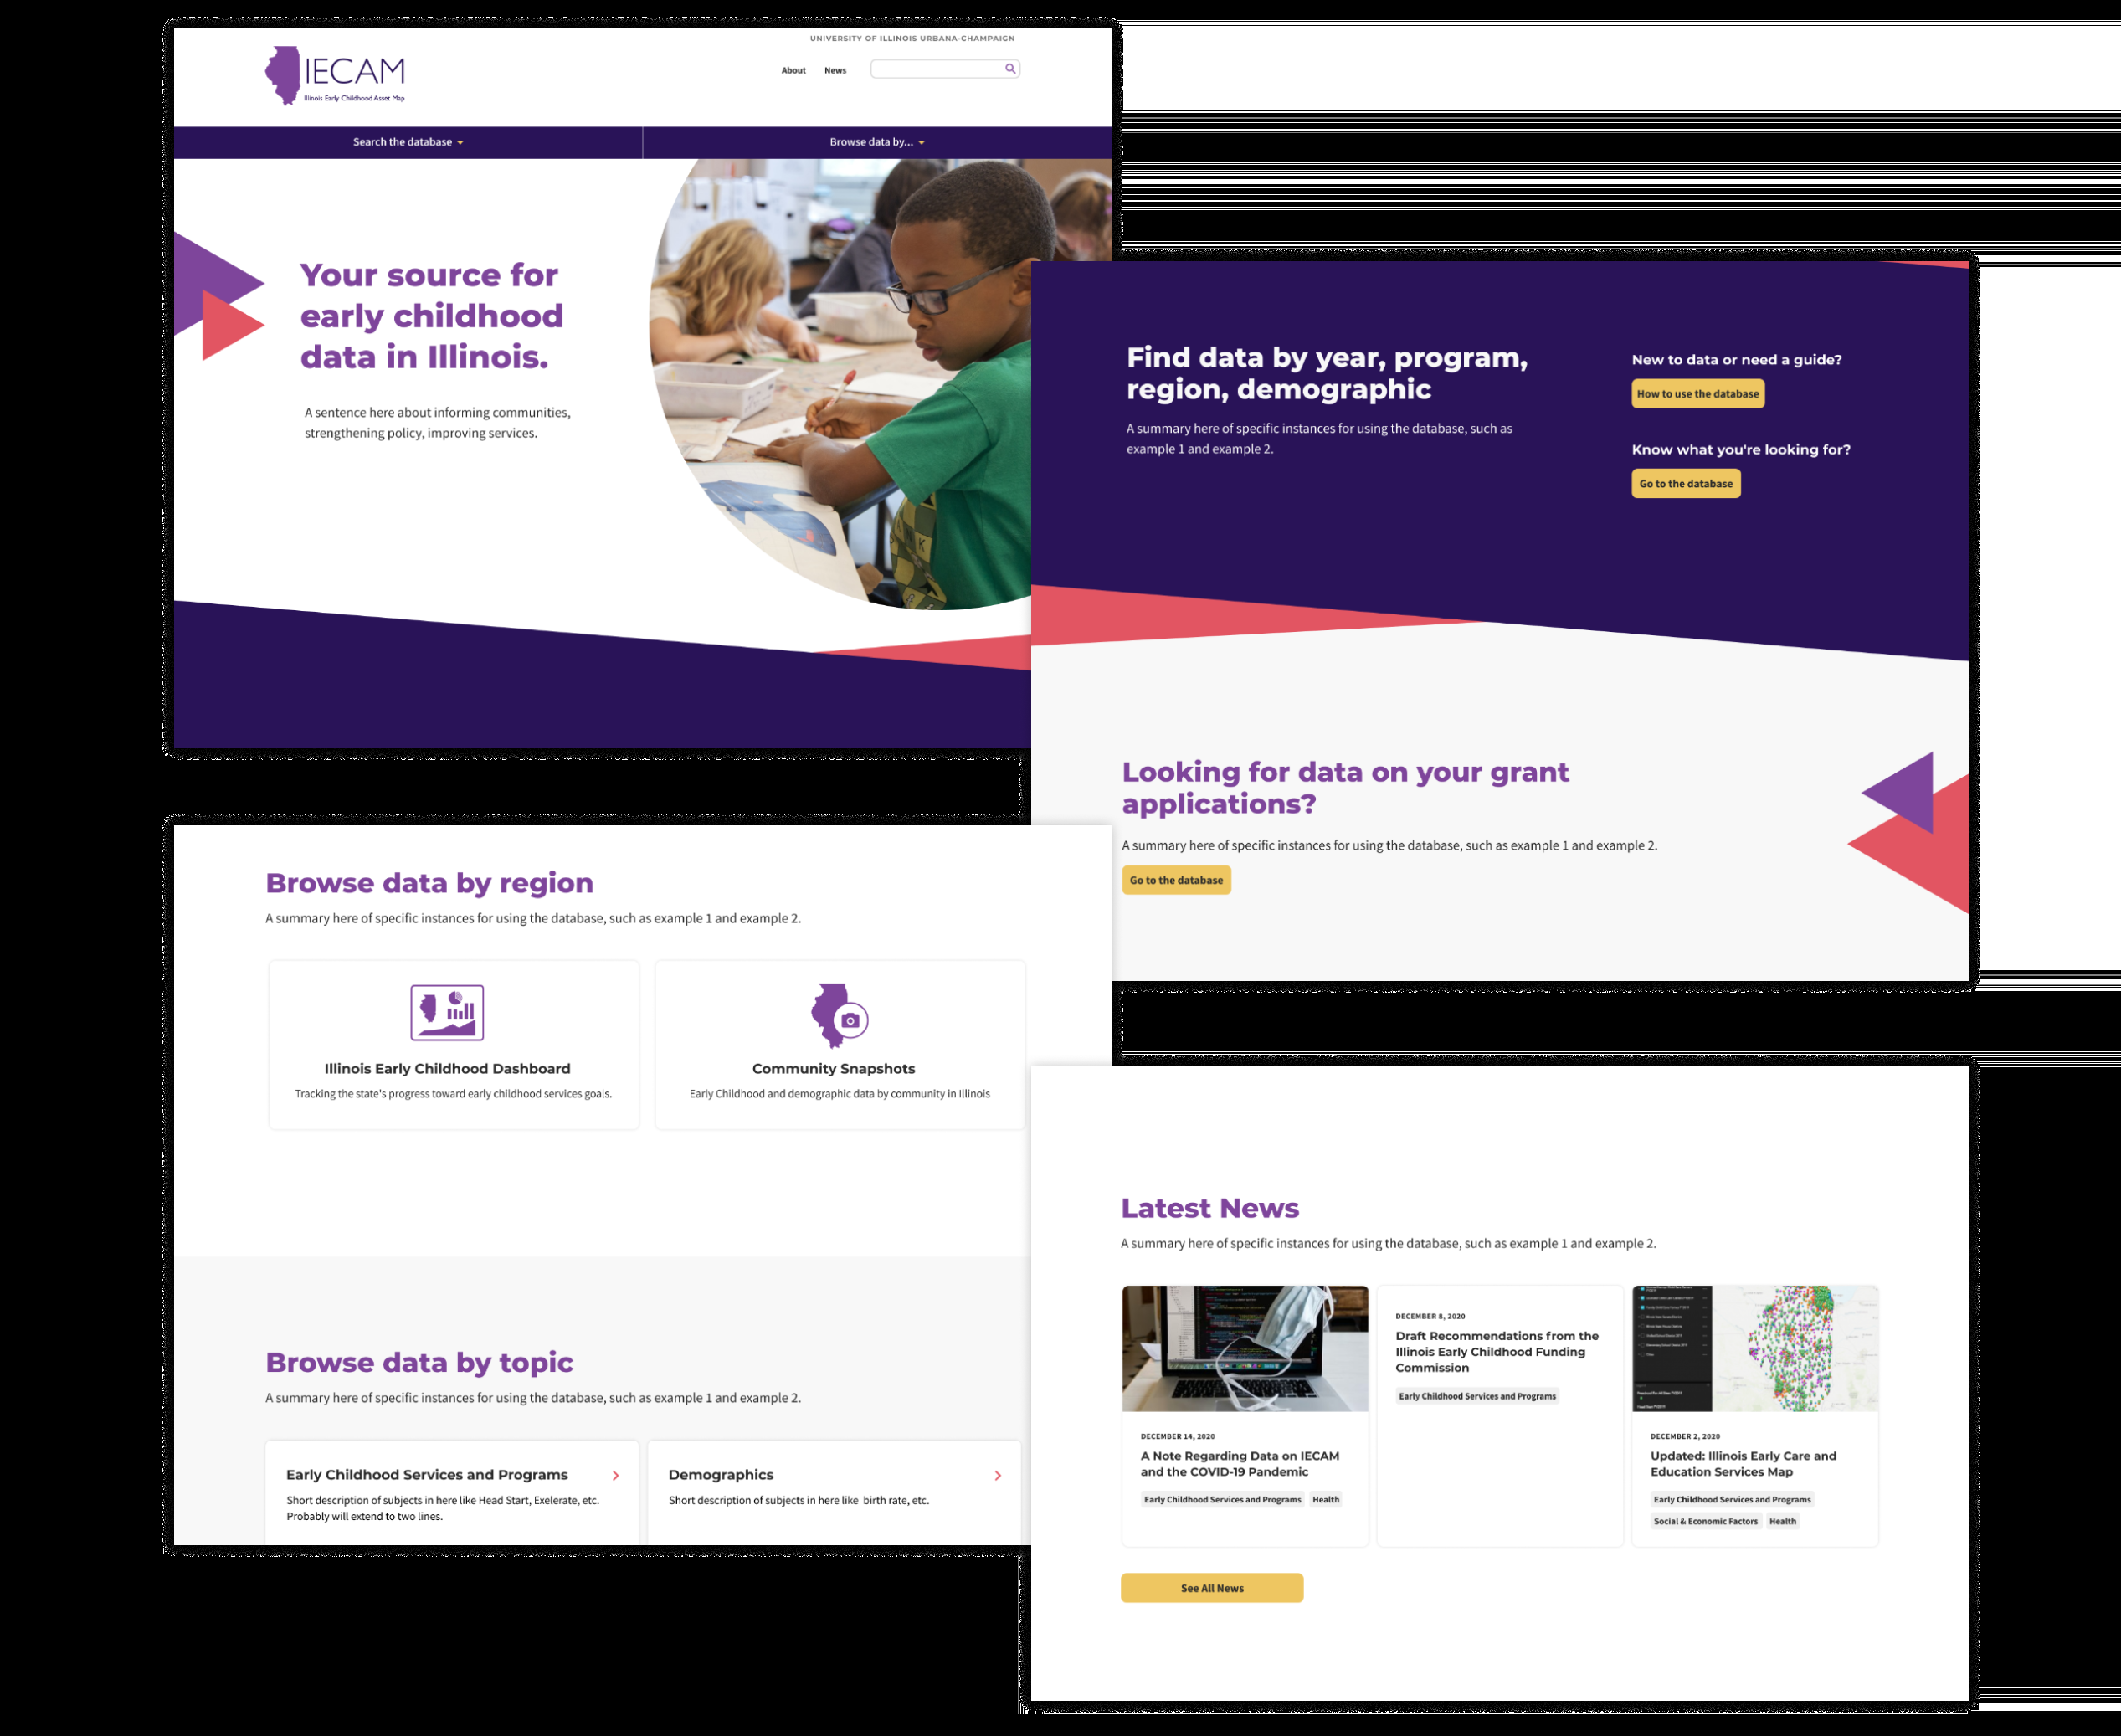 UNIVERSITY OF ILLINOIS URBANA-CHAMPAIGN
IECAM
Illinois Early Childhood Asset Map
About News
Search the database
Browse data by...
Your source for
early childhood
data in Illinois.
A sentence here about informing communities,
strengthening policy, improving services.
Find data by year, program,
region, demographic
A summary here of specific instances for using the database, such as
example 1 and example 2.
New to data or need a guide?
How to use the database
Know what you're looking for?
Go to the database
Looking for data on your grant
applications?
A summary here of specific instances for using the database, such as example 1 and example 2.
Go to the database
Browse data by region
A summary here of specific instances for using the database, such as example 1 and example 2.
Illinois Early Childhood Dashboard
Tracking the state's progress toward early childhood services goals.
Community Snapshots
Early Childhood and demographic data by community in Illinois
Browse data by topic
A summary here of specific instances for using the database, such as example 1 and example 2.
Early Childhood Services and Programs
Short description of subjects in here like Head Start, Exelerate, etc.
Probably will extend to two lines.
Demographics
Short description of subjects in here like birth rate, etc.
Latest News
A summary here of specific instances for using the database, such as example 1 and example 2.
DECEMBER 14, 2020
A Note Regarding Data on IECAM
and the COVID-19 Pandemic
Early Childhood Services and Programs Health
DECEMBER 8, 2020
Draft Recommendations from the
Illinois Early Childhood Funding
Commission
Early Childhood Services and Programs
DECEMBER 2, 2020
Updated: Illinois Early Care and
Education Services Map
Early Childhood Services and Programs
Social & Economic Factors Health
See All News